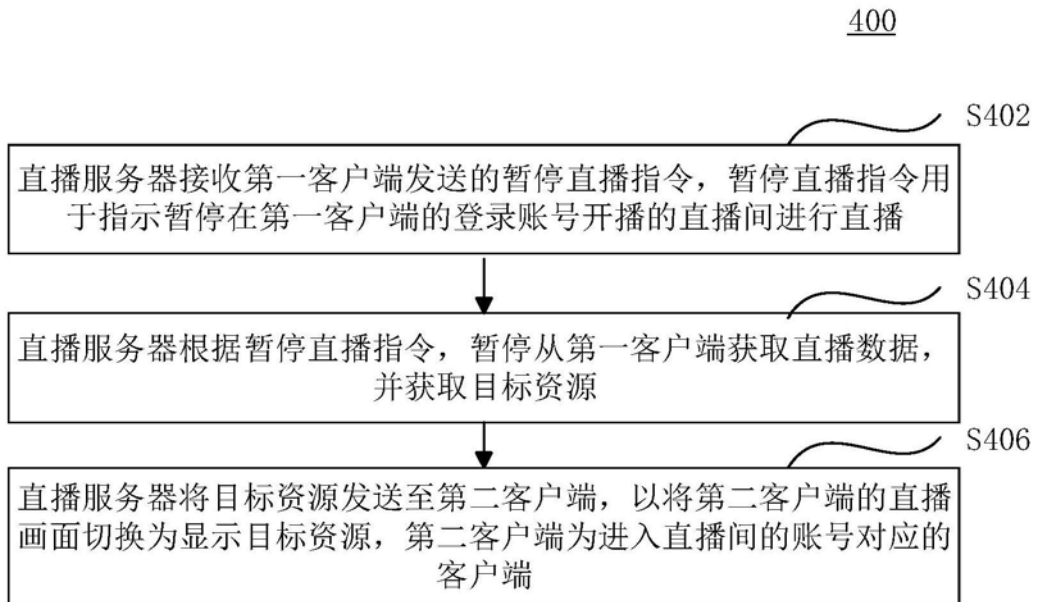 400
S402
直播服务器接收第一客户端发送的暂停直播指令，暂停直播指令用
于指示暂停在第一客户端的登录账号开播的直播间进行直播
S404
直播服务器根据暂停直播指令，暂停从第一客户端获取直播数据，
并获取目标资源
S406
直播服务器将目标资源发送至第二客户端，以将第二客户端的直播
画面切换为显示目标资源，第二客户端为进入直播间的账号对应的
客户端